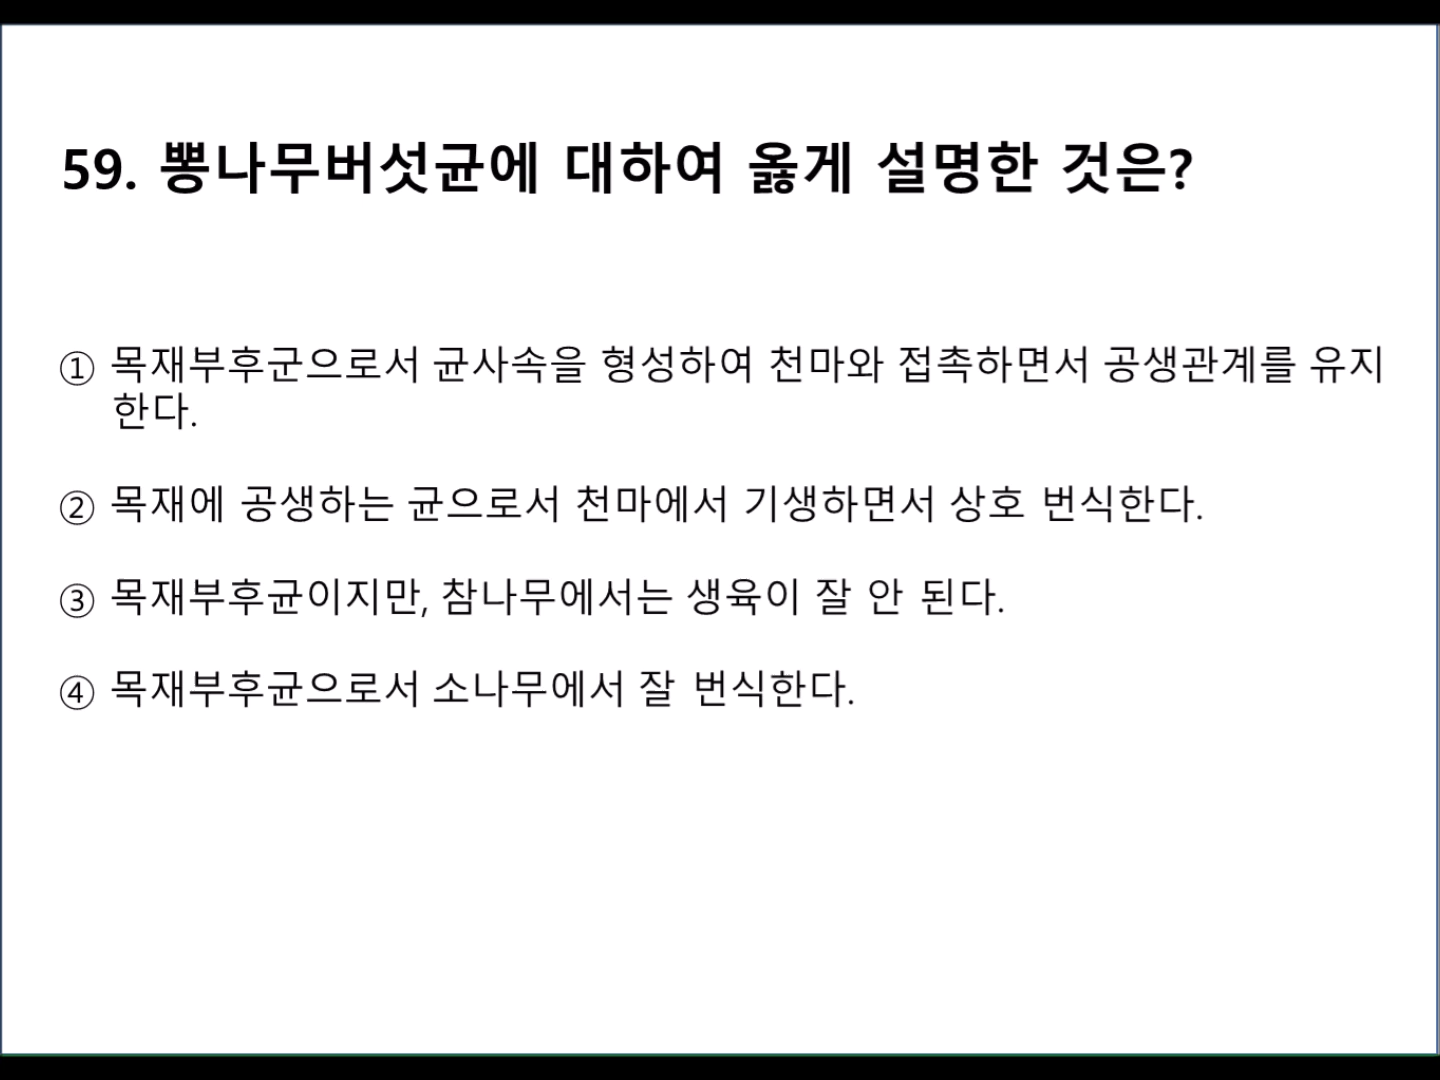 59. 뽕나무버섯균에 대하여 옳게 설명한 것은?
① 목재부후군으로서 균사속을 형성하여 천마와 접촉하면서 공생관계를 유지
한다.
② 목재에 공생하는 균으로서 천마에서 기생하면서 상호 번식한다.
③ 목재부후균이지만, 참나무에서는 생육이 잘 안 된다.
④ 목재부후균으로서 소나무에서 잘 번식한다.